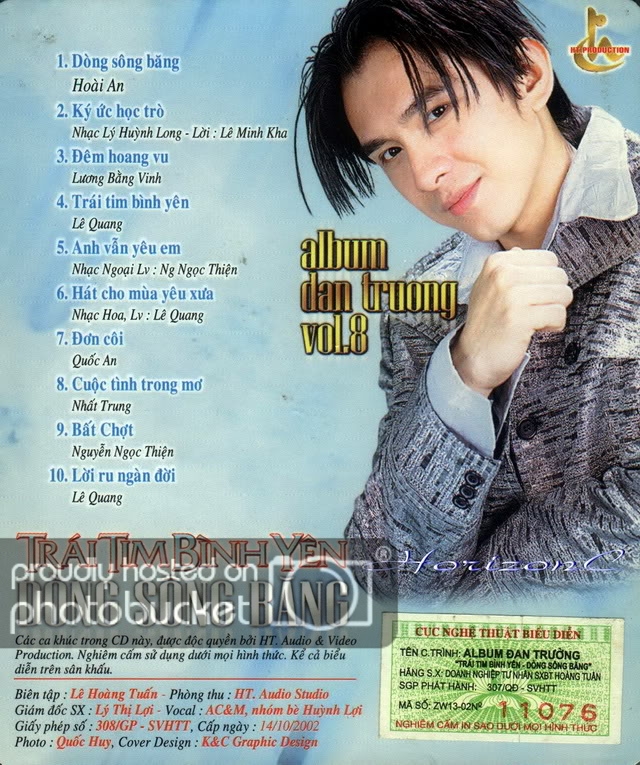 1. Dòng sông băng
Hoài An
2. Ký ức học trò
Nhạc Lý Huỳnh Long - Lời : Lê Minh Kha
3. Đêm hoang vu
Lương Bằng Vinh
4. Trái tim bình yên
Lê Quang
5. Anh vẫn yêu em
Nhạc Ngoại Lv : Ng Ngọc Thiện
6. Hát cho mùa yêu xưa
Nhạc Hoa, Lv : Lê Quang
7. Đơn côi
Quốc An
8. Cuộc tình trong mơ
Nhất Trung
9. Bất Chợt
Nguyễn Ngọc Thiện
10. Lời ru ngàn đời
Lê Quang
HT. PRODUCTION
album
dan truong
vol.8
TRÁI TIM BÌNH YÊN
DÒNG SÔNG BĂNG
proudly hosted on
photobucket
® HorizonC
Các ca khúc trong CD này, được độc quyền bởi HT. Audio & Video
Production. Nghiêm cấm sử dụng dưới mọi hình thức. Kể cả biểu
diễn trên sân khấu.
Biên tập : Lê Hoàng Tuấn - Phòng thu : HT. Audio Studio
Giám đốc SX : Lý Thị Lợi - Vocal : AC&M, nhóm bè Huỳnh Lợi
Giấy phép số : 308/GP - SVHTT, Cấp ngày : 14/10/2002
Photo : Quốc Huy, Cover Design : K&C Graphic Design
CỤC NGHỆ THUẬT BIỂU DIỄN
TÊN C.TRÌNH: ALBUM ĐAN TRƯỜNG
"TRÁI TIM BÌNH YÊN - DÒNG SÔNG BĂNG"
HÃNG S.X: DOANH NGHIỆP TƯ NHÂN SXBT HOÀNG TUẤN
SGP PHÁT HÀNH: 307/QĐ - SVHTT
MÃ SỐ: ZW13-02Nº 11076
NGHIÊM CẤM IN SAO DƯỚI MỌI HÌNH THỨC